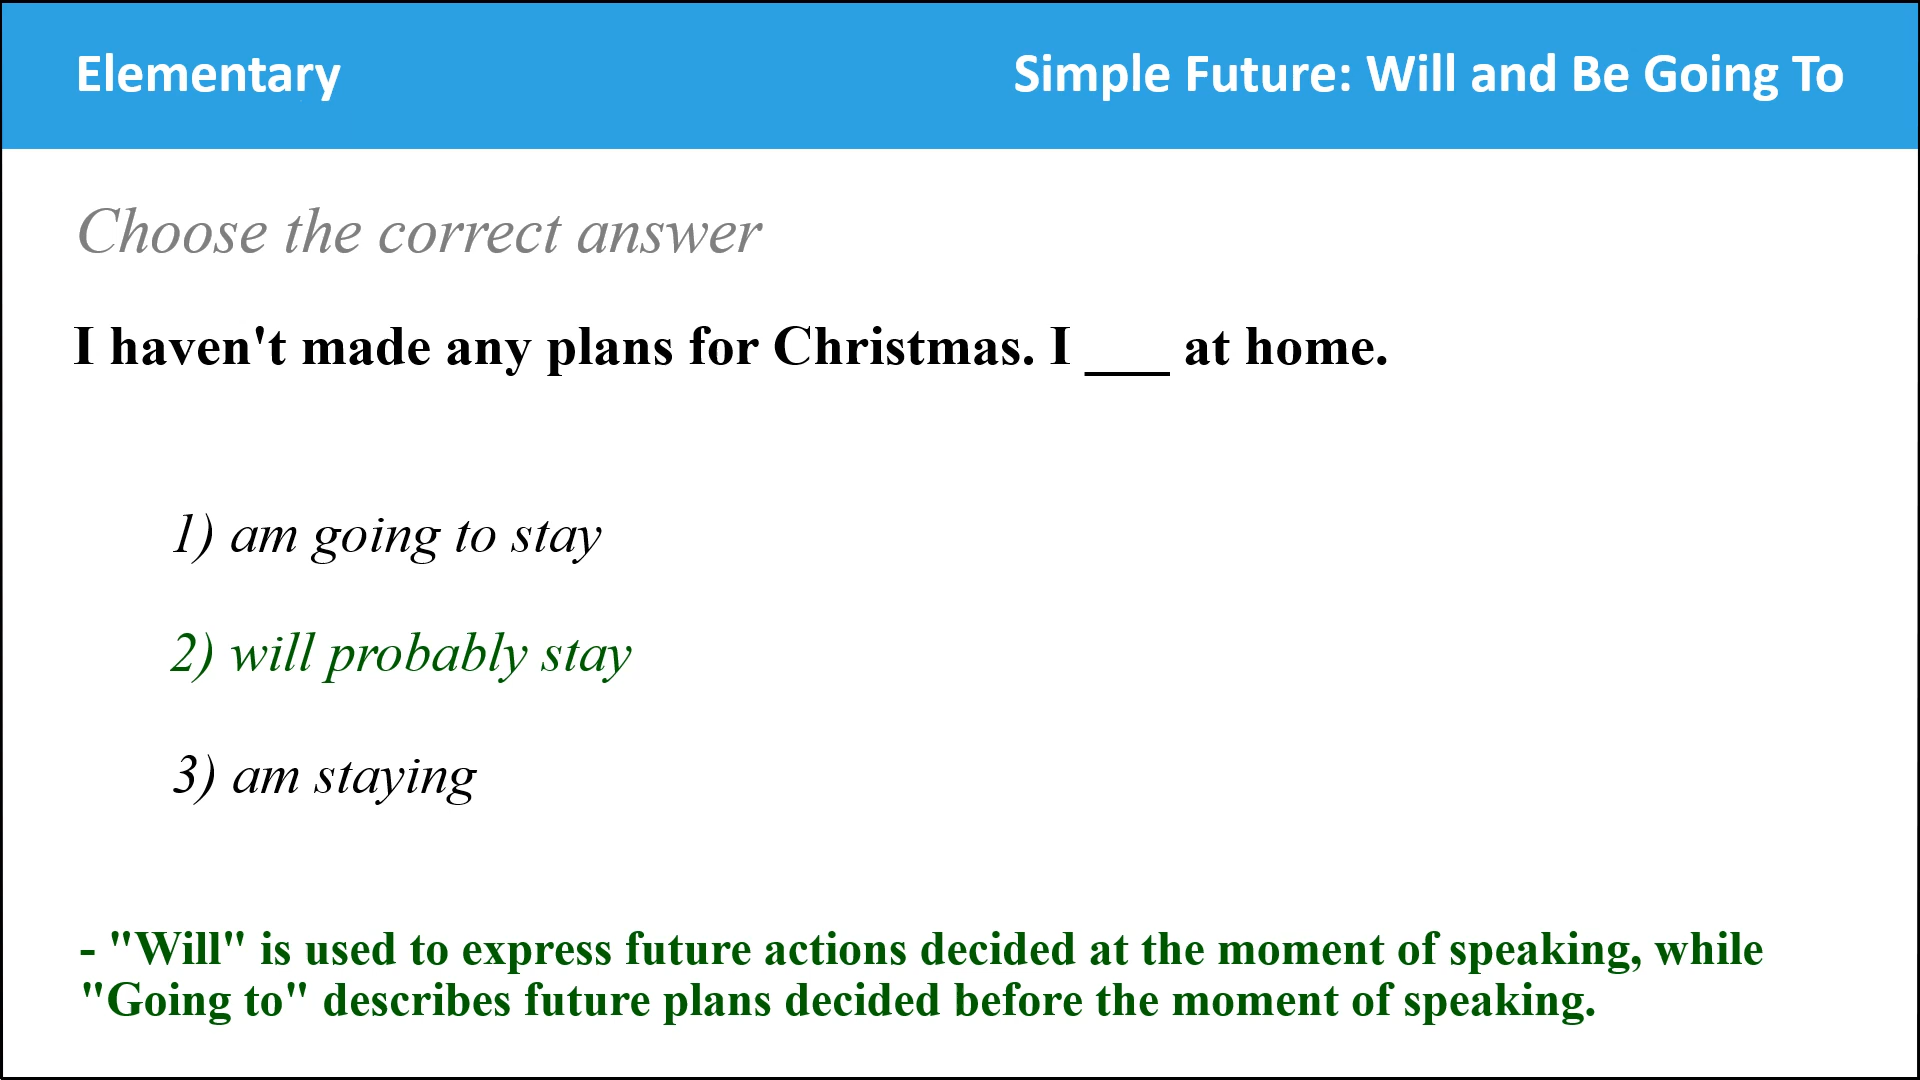 Elementary
Simple Future: Will and Be Going To
Choose the correct answer
I haven't made any plans for Christmas. I ___ at home.
1) am going to stay
2) will probably stay
3) am staying
- "Will" is used to express future actions decided at the moment of speaking, while
"Going to" describes future plans decided before the moment of speaking.